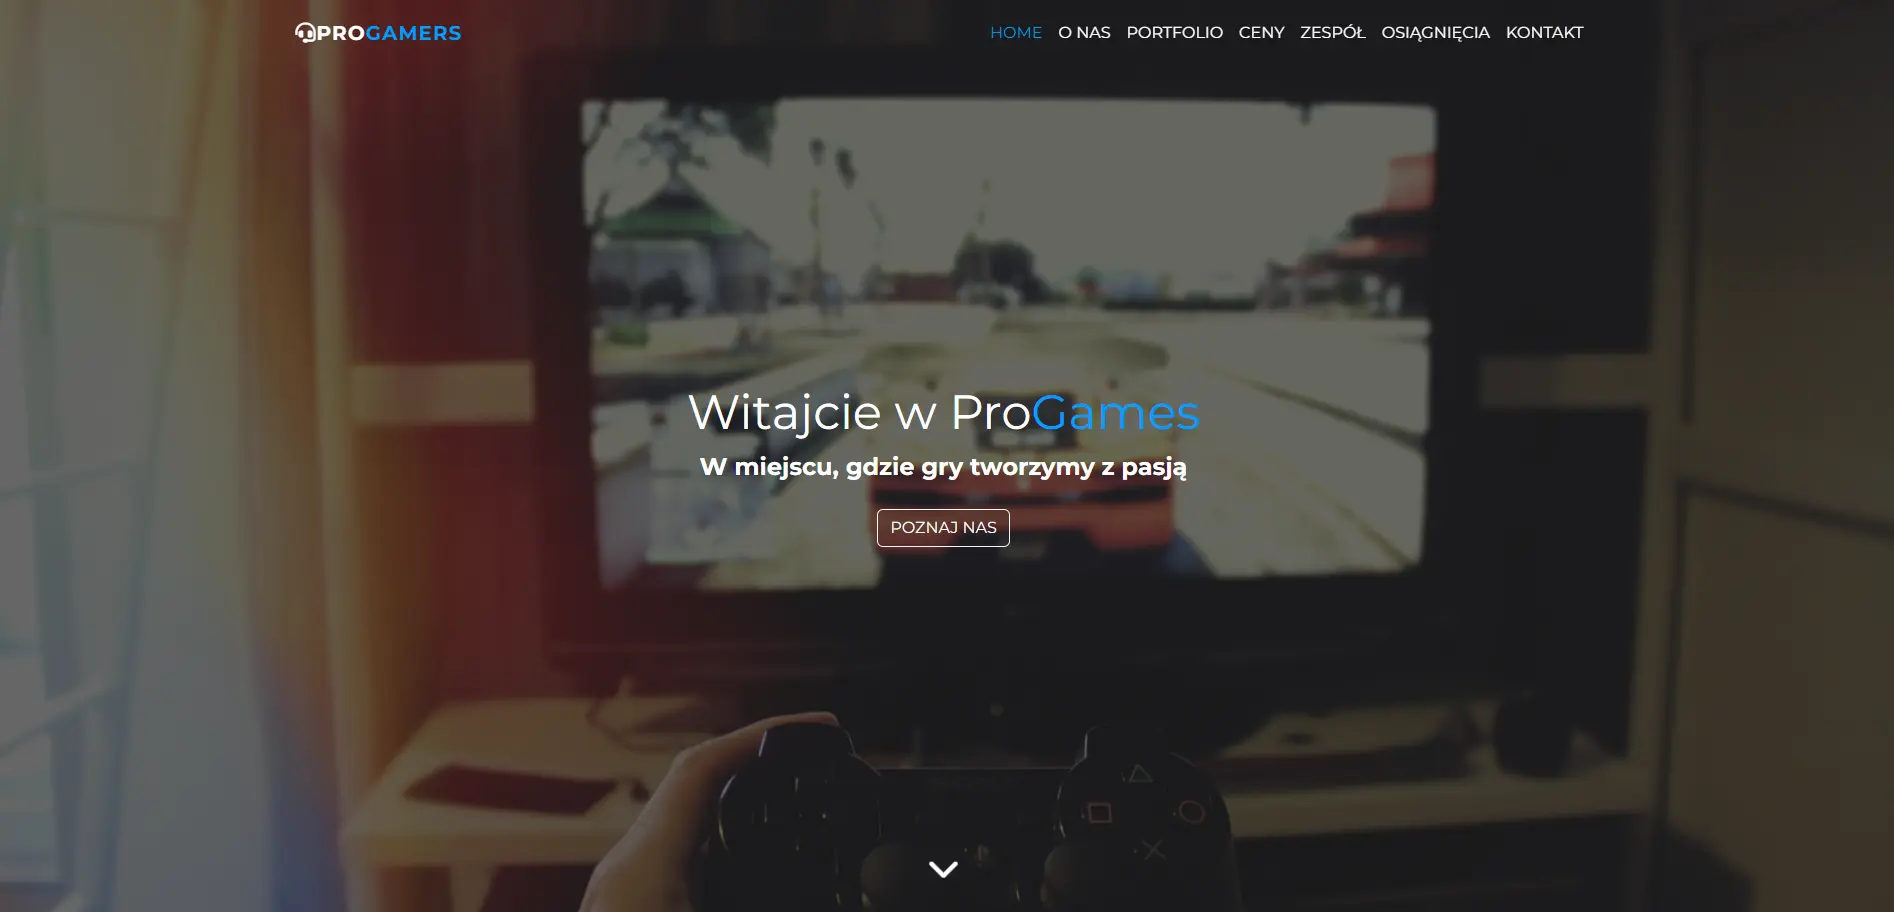 PROGAMERS
HOME O NAS PORTFOLIO CENY ZESPÓŁ OSIĄGNIĘCIA KONTAKT
Witajcie w ProGames
W miejscu, gdzie gry tworzymy z pasją
POZNAJ NAS